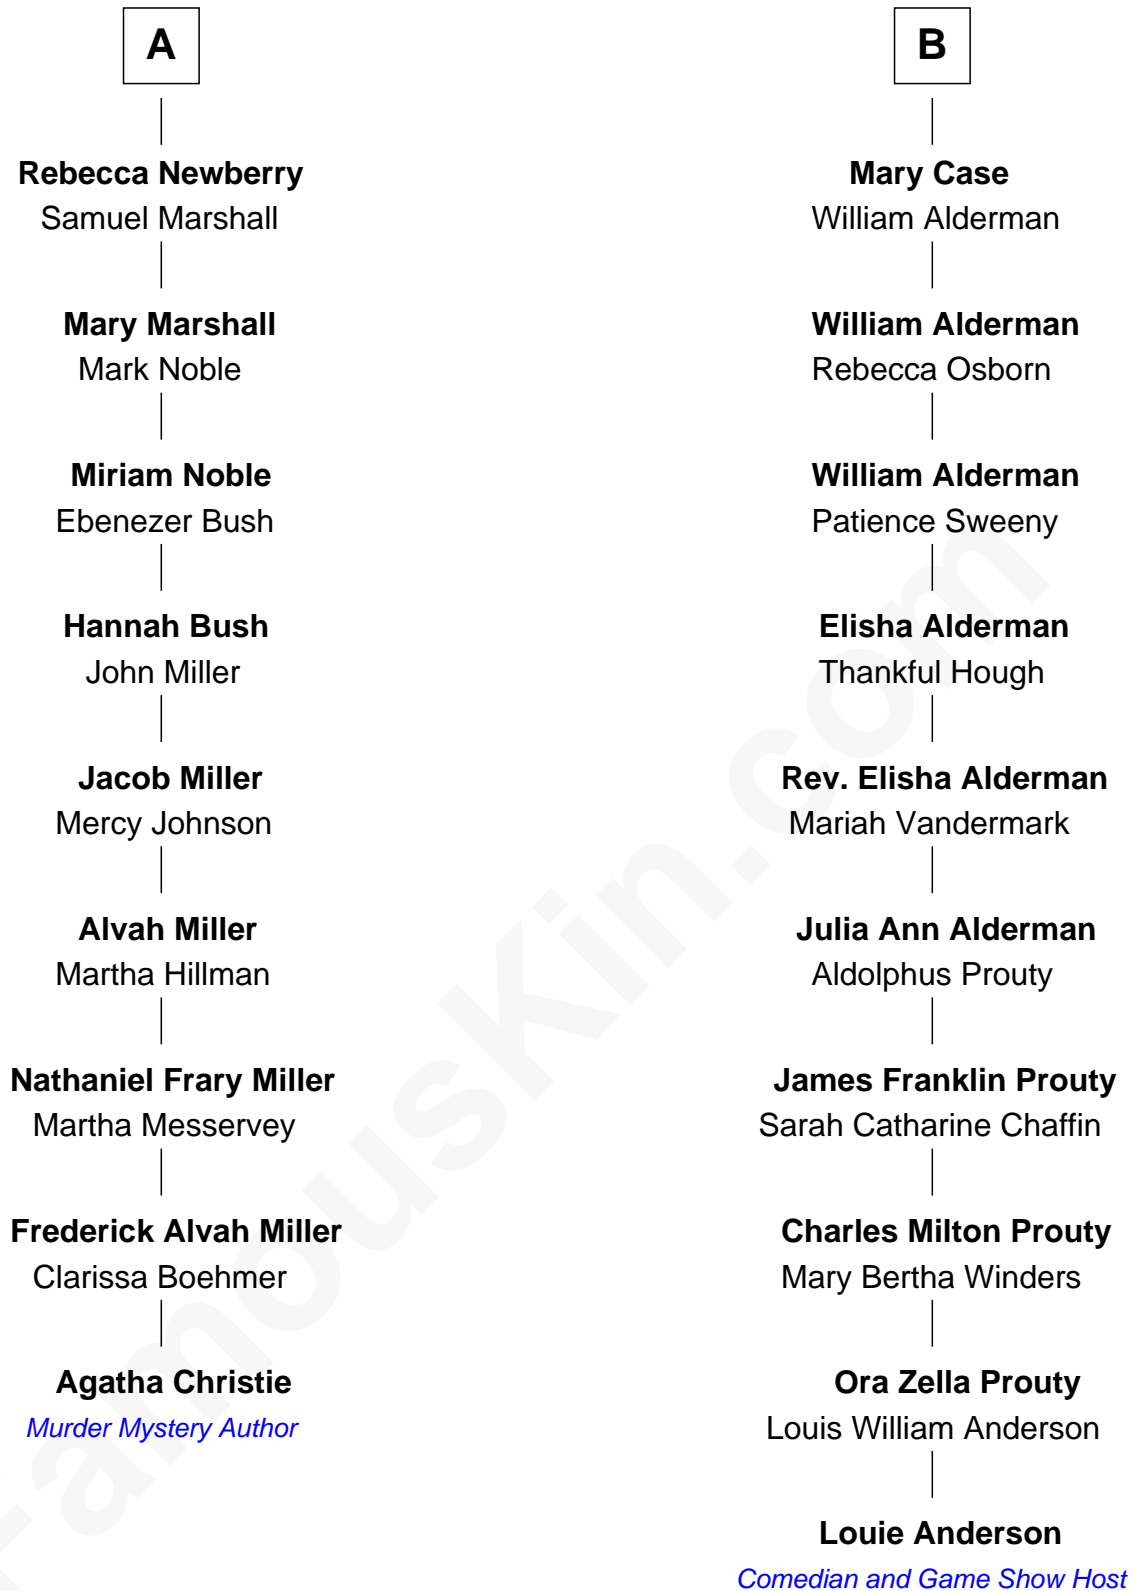 A
Rebecca Newberry
Samuel Marshall
Mary Marshall
Mark Noble
Miriam Noble
Ebenezer Bush
Hannah Bush
John Miller
Jacob Miller
Mercy Johnson
Alvah Miller
Martha Hillman
Nathaniel Frary Miller
Martha Messervey
Frederick Alvah Miller
Clarissa Boehmer
Agatha Christie
Murder Mystery Author
B
Mary Case
William Alderman
William Alderman
Rebecca Osborn
William Alderman
Patience Sweeny
Elisha Alderman
Thankful Hough
Rev. Elisha Alderman
Mariah Vandermark
Julia Ann Alderman
Aldolphus Prouty
James Franklin Prouty
Sarah Catharine Chaffin
Charles Milton Prouty
Mary Bertha Winders
Ora Zella Prouty
Louis William Anderson
Louie Anderson
Comedian and Game Show Host
FamousKin.com